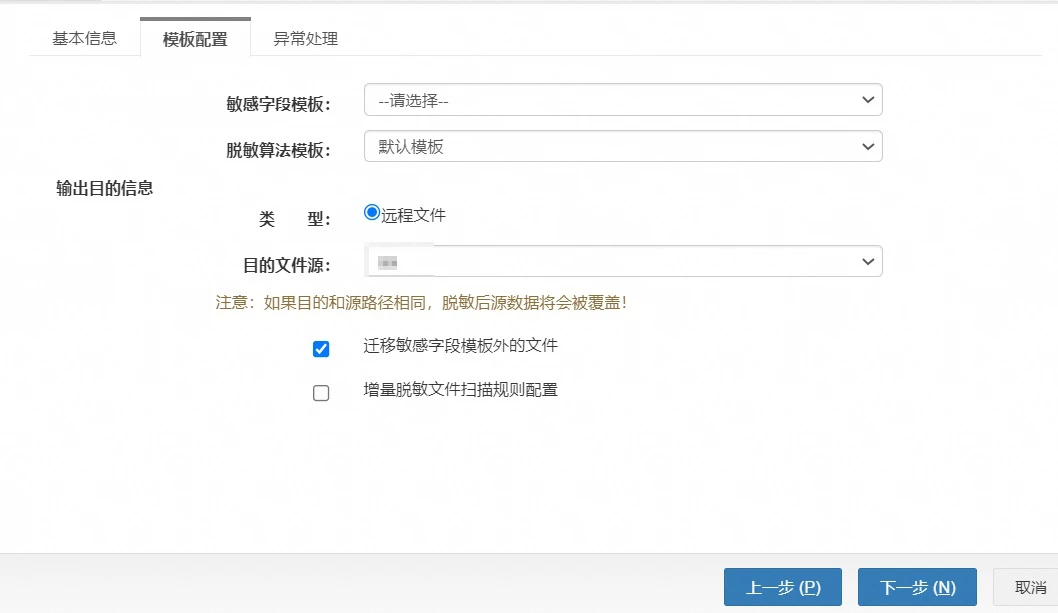 基本信息 模板配置 异常处理
敏感字段模板： --请选择--
脱敏算法模板： 默认模板
输出目的信息
类 型： 远程文件
目的文件源：
注意：如果目的和源路径相同，脱敏后源数据将会被覆盖！
迁移敏感字段模板外的文件
增量脱敏文件扫描规则配置
上一步 (P) 下一步 (N) 取消